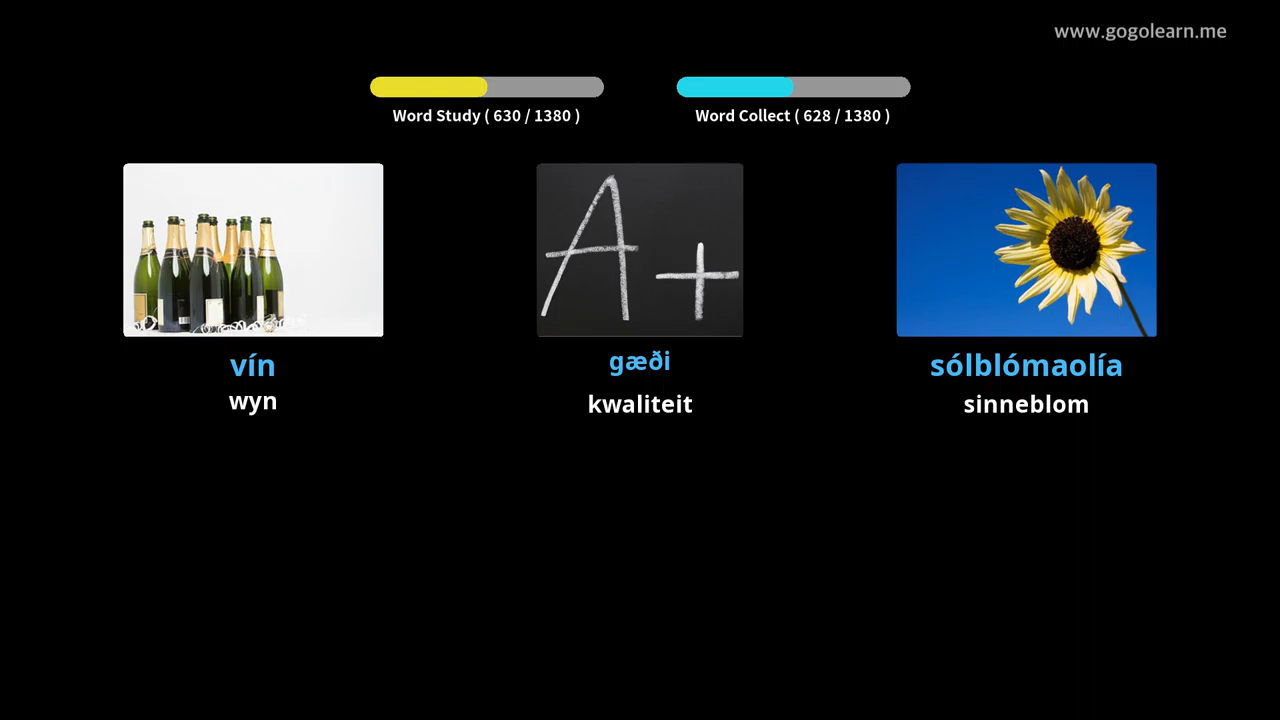 www.gogolearn.me
Word Study ( 630 / 1380 )
Word Collect ( 628 / 1380 )
A+
vín
gæði
sólblómaolía
wyn
kwaliteit
sinneblom